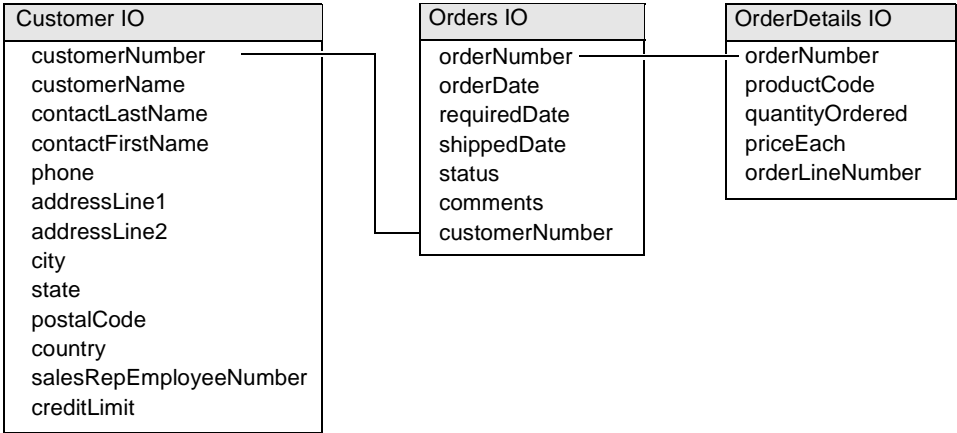 Customer IO
customerNumber
customerName
contactLastName
contactFirstName
phone
addressLine1
addressLine2
city
state
postalCode
country
salesRepEmployeeNumber
creditLimit
Orders IO
orderNumber
orderDate
requiredDate
shippedDate
status
comments
customerNumber
OrderDetails IO
orderNumber
productCode
quantityOrdered
priceEach
orderLineNumber